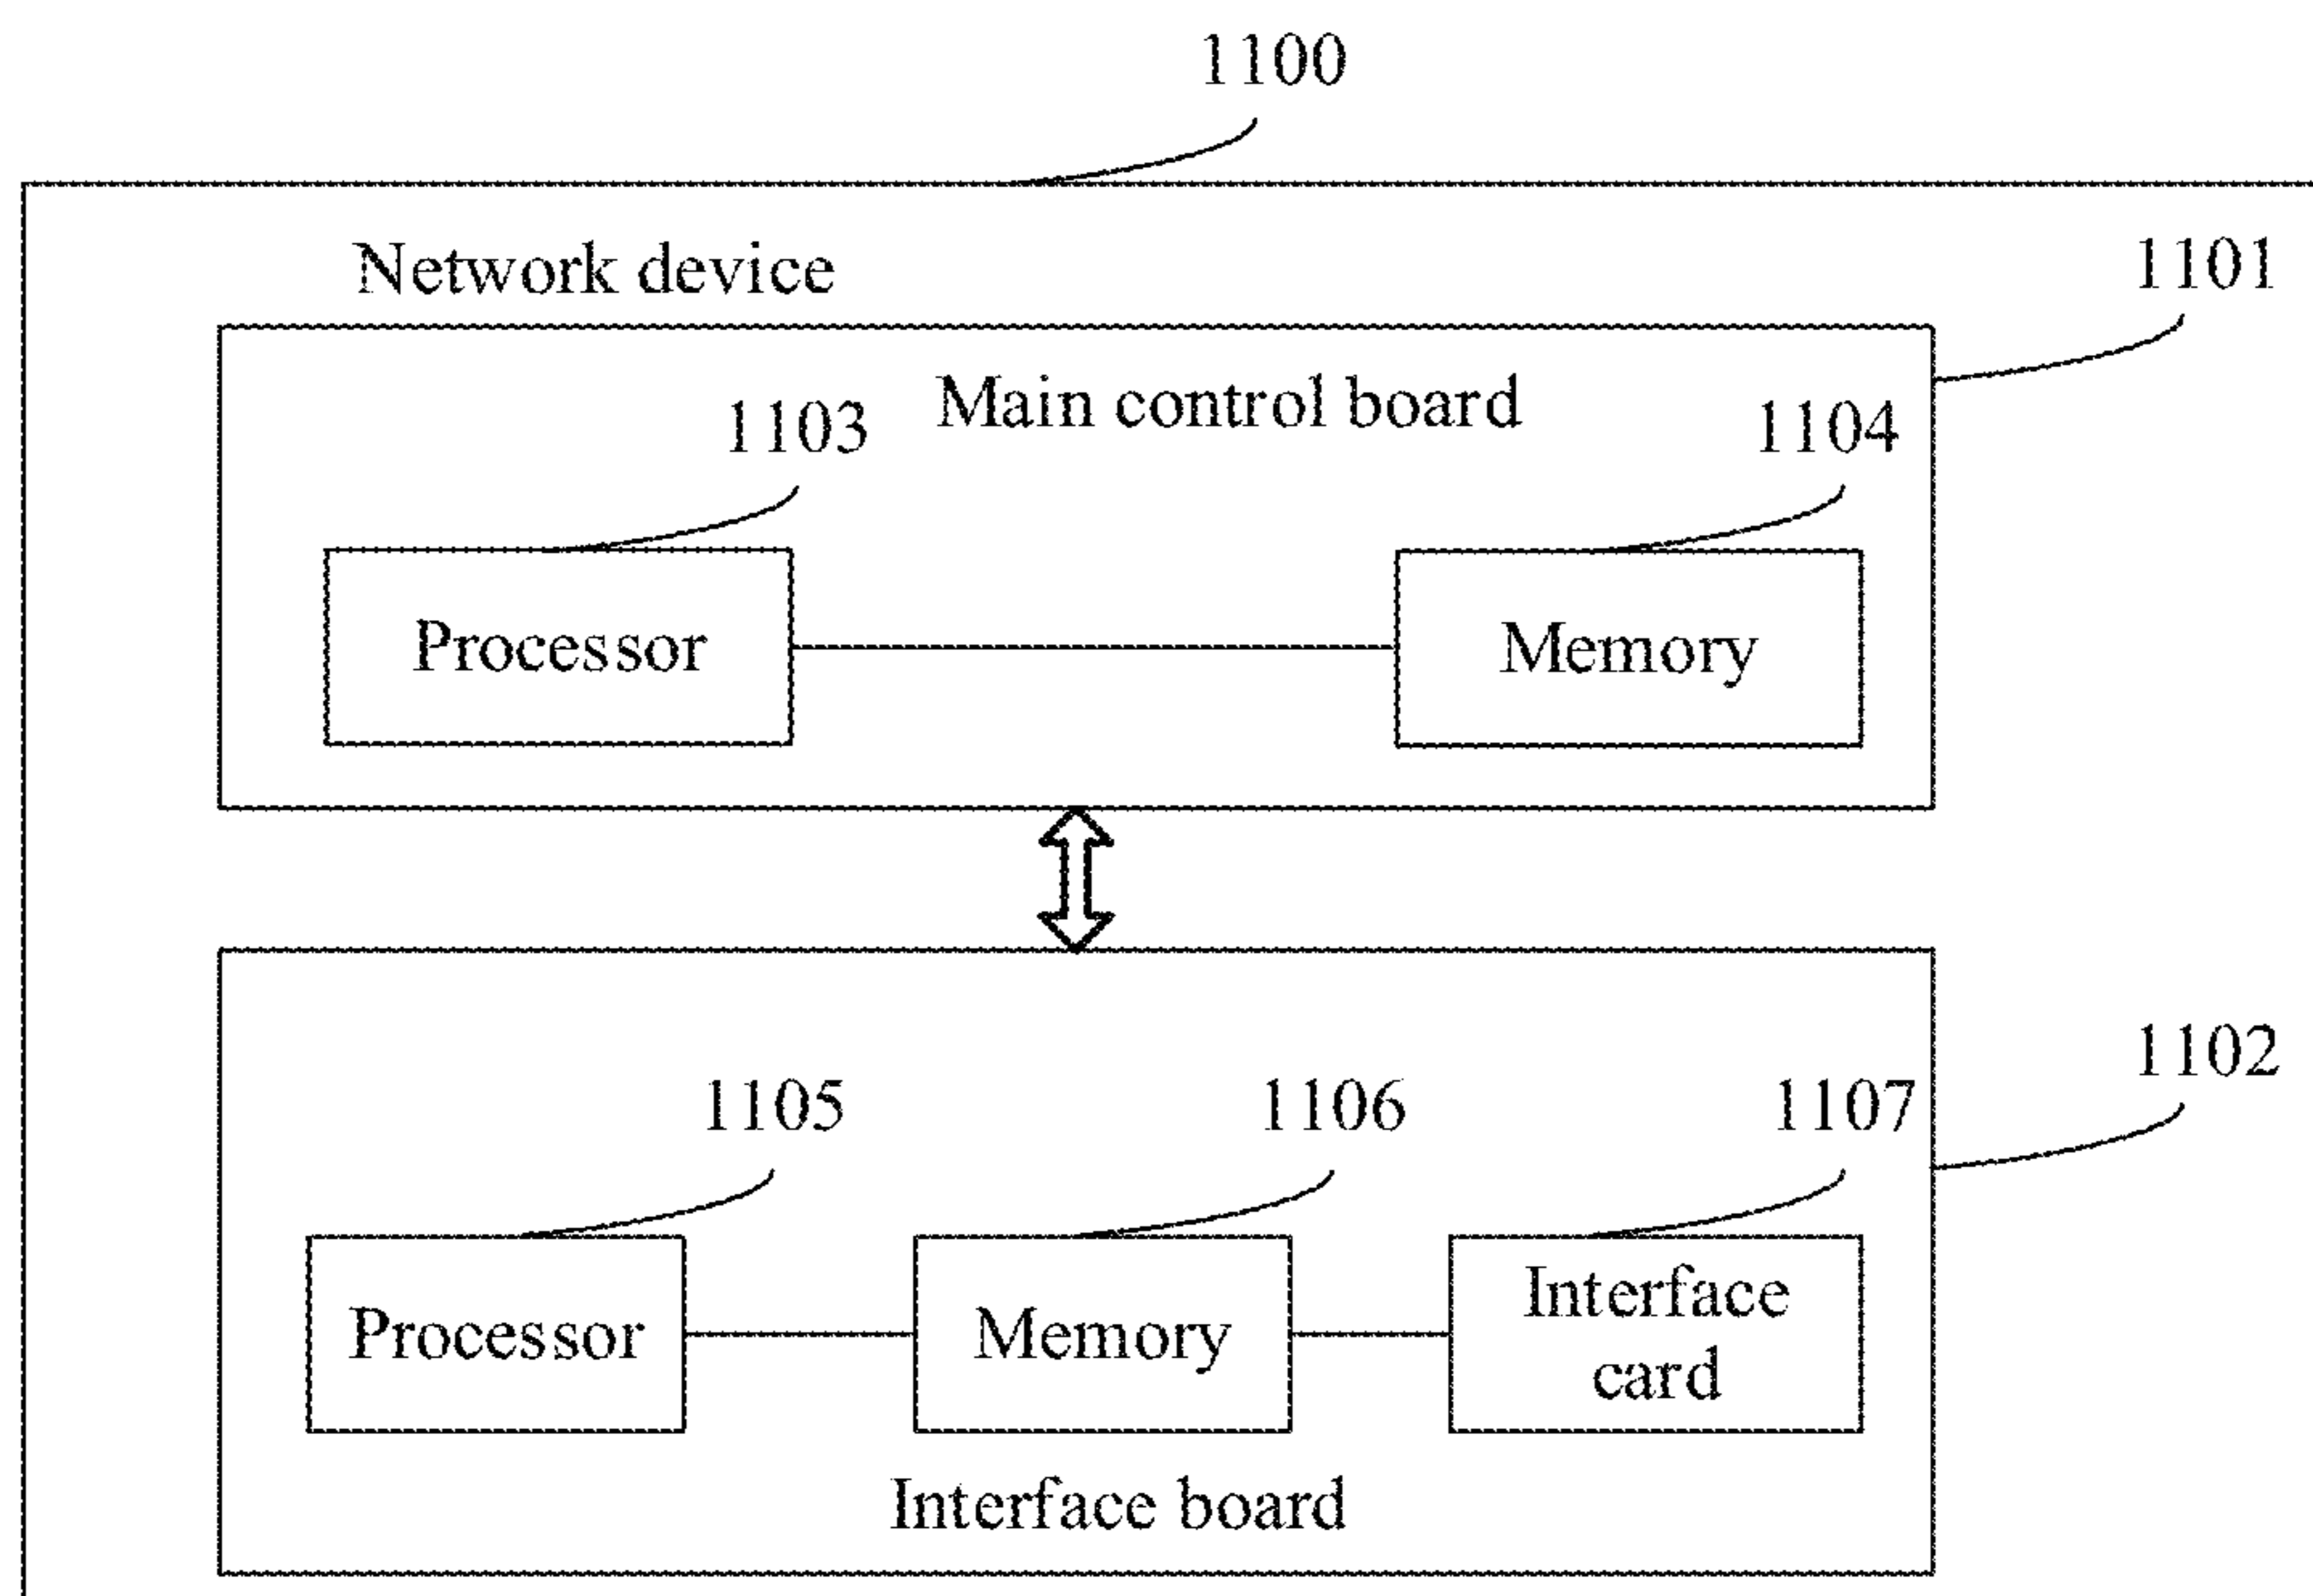 1100
Network device
1101
Main control board
1103
1104
Processor
Memory
1102
1105
1106
1107
Processor
Memory
Interface
card
Interface board